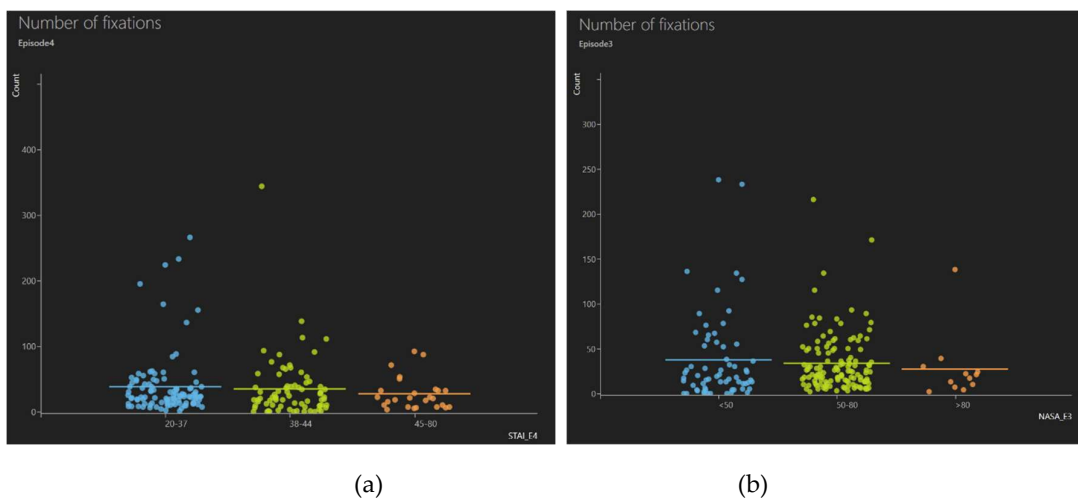 Number of fixations
Episode4
Count
400
300
200
100
0
20-37
38-44
45-80
STAI_E4
(a)
Number of fixations
Episode3
Count
300
250
200
150
100
50
0
<50
50-80
>80
NASA_E3
(b)